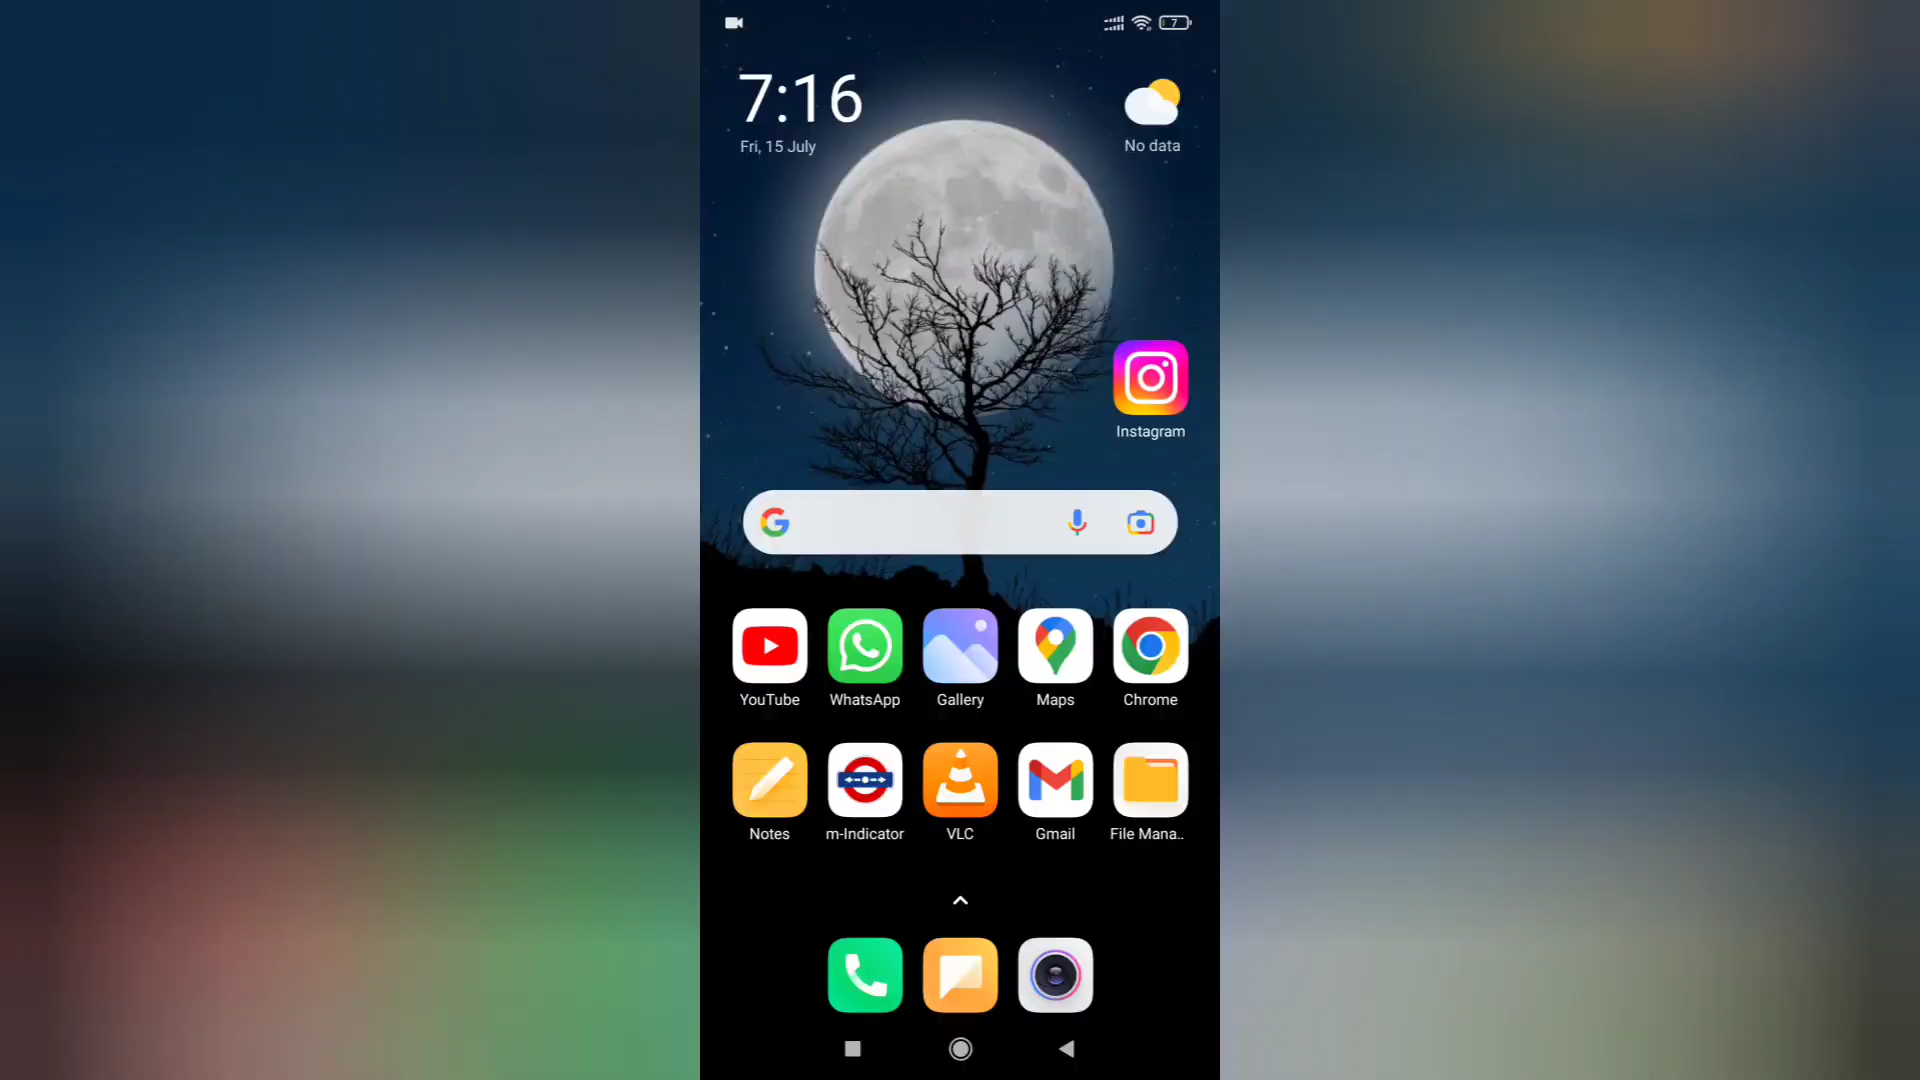 7
7:16
Fri, 15 July
No data
Instagram
YouTube
WhatsApp
Gallery
Maps
Chrome
Notes
m-Indicator
VLC
Gmail
File Mana..